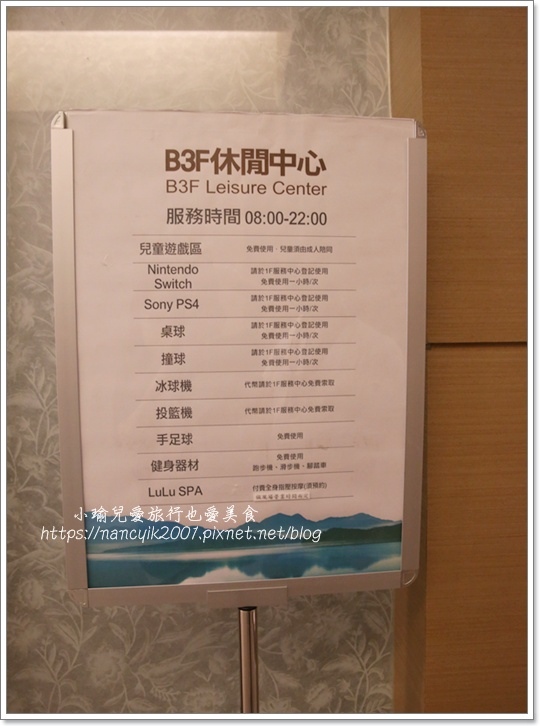 B3F休閒中心
B3F Leisure Center
服務時間 08:00-22:00
兒童遊戲區 免費使用，兒童須由成人陪同
Nintendo Switch 請於1F服務中心登記使用
免費使用一小時/次
Sony PS4 請於1F服務中心登記使用
免費使用一小時/次
桌球 請於1F服務中心登記使用
免費使用一小時/次
撞球 請於1F服務中心登記使用
免費使用一小時/次
冰球機 代幣請於1F服務中心免費索取
投籃機 代幣請於1F服務中心免費索取
手足球 免費使用
健身器材 免費使用
跑步機、滑步機、腳踏車
LuLu SPA 付費全身指壓按摩(須預約)
小瑜兒愛旅行也愛美食
https://nancyik2007.pixnet.net/blog